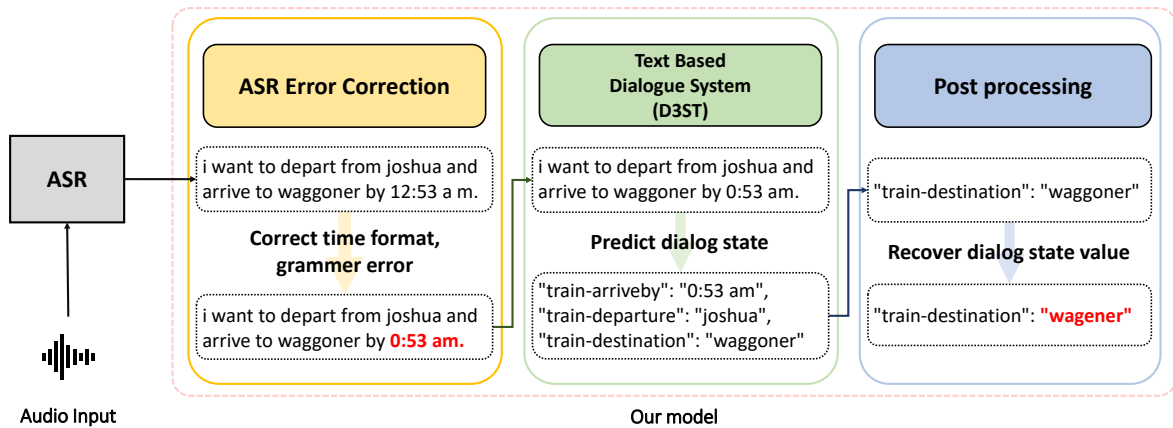 ASR
Audio Input
ASR Error Correction
i want to depart from joshua and
arrive to waggoner by 12:53 a m.
Correct time format,
grammer error
i want to depart from joshua and
arrive to waggoner by 0:53 am.
Text Based
Dialogue System
(D3ST)
i want to depart from joshua and
arrive to waggoner by 0:53 am.
Predict dialog state
"train-arriveby": "0:53 am",
"train-departure": "joshua",
"train-destination": "waggoner"
Post processing
"train-destination": "waggoner"
Recover dialog state value
"train-destination": "wagener"
Our model